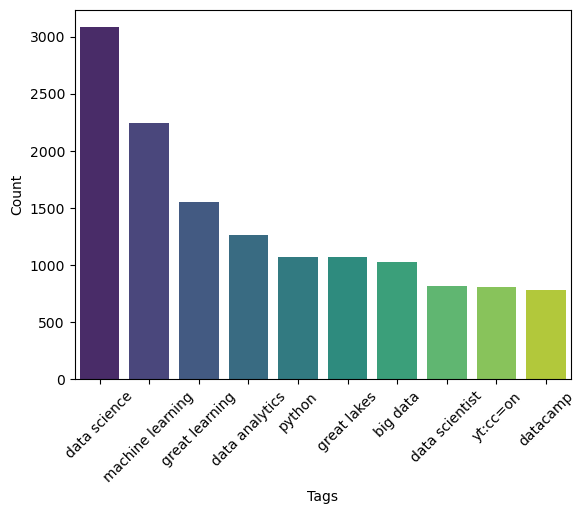 3000
2500
2000
1500
1000
500
0
Count
data science
machine learning
great learning
data analytics
python
great lakes
big data
data scientist
yt:cc=on
datacamp
Tags